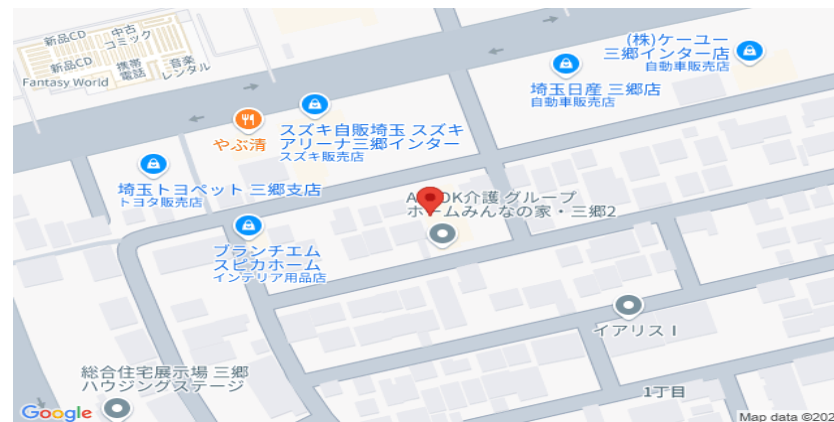 新品CD
中古
コミック
新品CD
携帯
電話
音楽
レンタル
Fantasy World
(株)ケーユー
三郷インター店
自動車販売店
埼玉日産 三郷店
自動車販売店
やぶ清
スズキ自販埼玉 スズキ
アリーナ三郷インター
スズキ販売店
埼玉トヨペット 三郷支店
トヨタ販売店
介護 グループ
ホームみんなの家・三郷2
ブランチエム
スピカホーム
インテリア用品店
イアリス I
総合住宅展示場 三郷
ハウジングステージ
1丁目
Google
Map data ©202